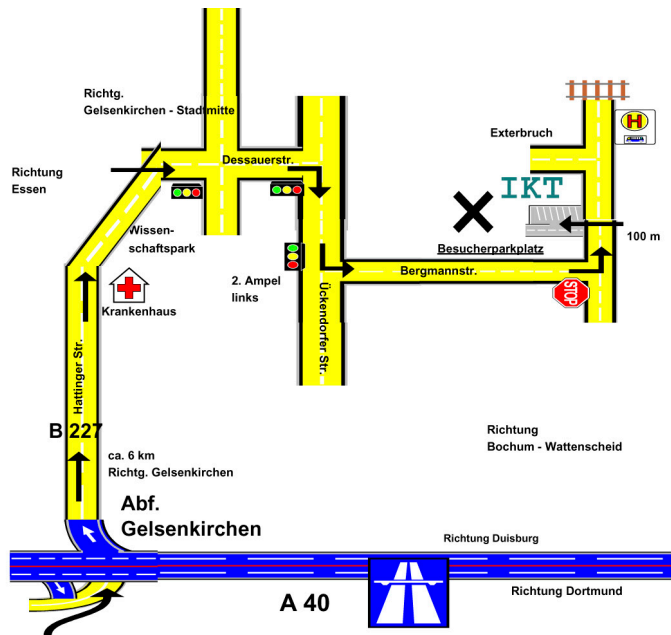 Richtg.
Gelsenkirchen - Stadtmitte
Exterbruch
H
Richtung
Essen
Dessauerstr.
IKT
Wissen-
schaftspark
100 m
Besucherparkplatz
2. Ampel
links
Bergmannstr.
STOP
Krankenhaus
Ückendorfer Str.
Hattinger Str.
B 227
Richtung
Bochum - Wattenscheid
ca. 6 km
Richtg. Gelsenkirchen
Abf.
Gelsenkirchen
Richtung Duisburg
Richtung Dortmund
A 40